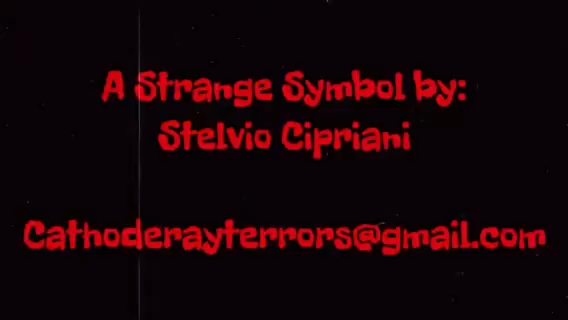 A Strange Symbol by:
Stelvio Cipriani
Cathoderayterrors@gmail.com